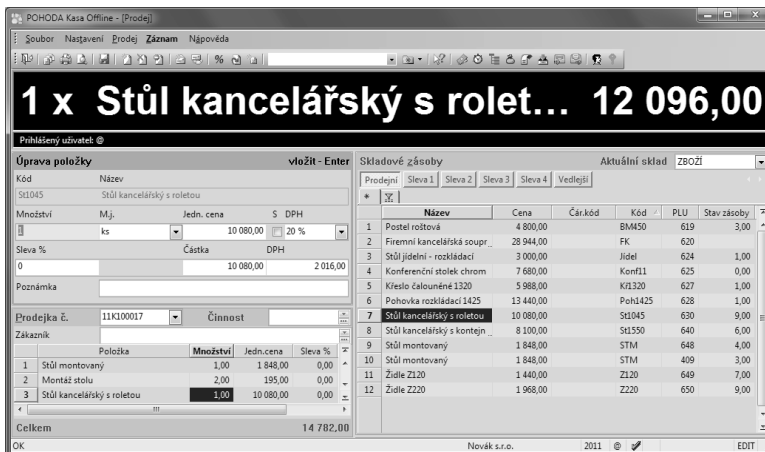 POHODA Kasa Offline - [Prodej]
Soubor Nastavení Prodej Záznam Nápověda
1 x Stůl kancelářský s rolet... 12 096,00
Přihlášený uživatel: @
Úprava položky vložit - Enter
Kód Název
St1045 Stůl kancelářský s roletou
Množství M.j. Jedn. cena S DPH
1 ks 10 080,00 20 %
Sleva % Částka DPH
0 10 080,00 2 016,00
Poznámka
Prodejka č. 11K100017 Činnost
Zákazník
Položka Množství Jedn.cena Sleva %
1 Stůl montovaný 1,00 1 848,00 0,00
2 Montáž stolu 2,00 195,00 0,00
3 Stůl kancelářský s roletou 1,00 10 080,00 0,00
Celkem 14 782,00
Skladové zásoby Aktuální sklad ZBOŽÍ
Prodejní Sleva 1 Sleva 2 Sleva 3 Sleva 4 Vedlejší
Název Cena Čár.kód Kód PLU Stav zásoby
1 Postel roštová 4 800,00 BM450 619 3,00
2 Firemní kancelářská soupr... 28 944,00 FK 620
3 Stůl jídelní - rozkládací 3 000,00 Jídel 624 1,00
4 Konferenční stolek chrom 7 680,00 Konf11 625 0,00
5 Křeslo čalouněné 1320 5 988,00 Kř1320 627 1,00
6 Pohovka rozkládací 1425 13 440,00 Poh1425 628 1,00
7 Stůl kancelářský s roletou 10 080,00 St1045 630 9,00
8 Stůl kancelářský s kontejn... 8 100,00 St1550 640 6,00
9 Stůl montovaný 1 848,00 STM 648 4,00
10 Stůl montovaný 1 848,00 STM 409 3,00
11 Židle Z120 1 440,00 Z120 649 7,00
12 Židle Z220 1 968,00 Z220 650 9,00
OK Novák s.r.o. 2011 @ EDIT